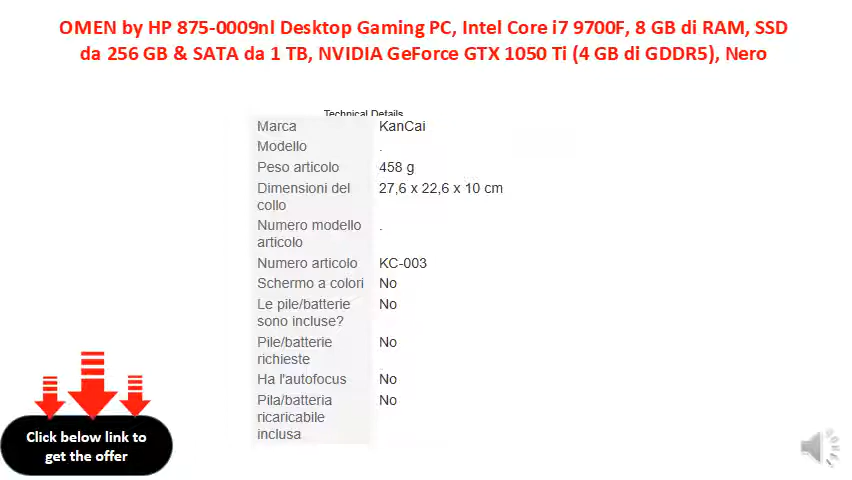 OMEN by HP 875-0009nl Desktop Gaming PC, Intel Core i7 9700F, 8 GB di RAM, SSD
da 256 GB & SATA da 1 TB, NVIDIA GeForce GTX 1050 Ti (4 GB di GDDR5), Nero
Technical Details
Marca KanCai
Modello .
Peso articolo 458 g
Dimensioni del 27,6 x 22,6 x 10 cm
collo
Numero modello .
articolo
Numero articolo KC-003
Schermo a colori No
Le pile/batterie No
sono incluse?
Pile/batterie No
richieste
Ha l'autofocus No
Pila/batteria No
ricaricabile
inclusa
Click below link to
get the offer